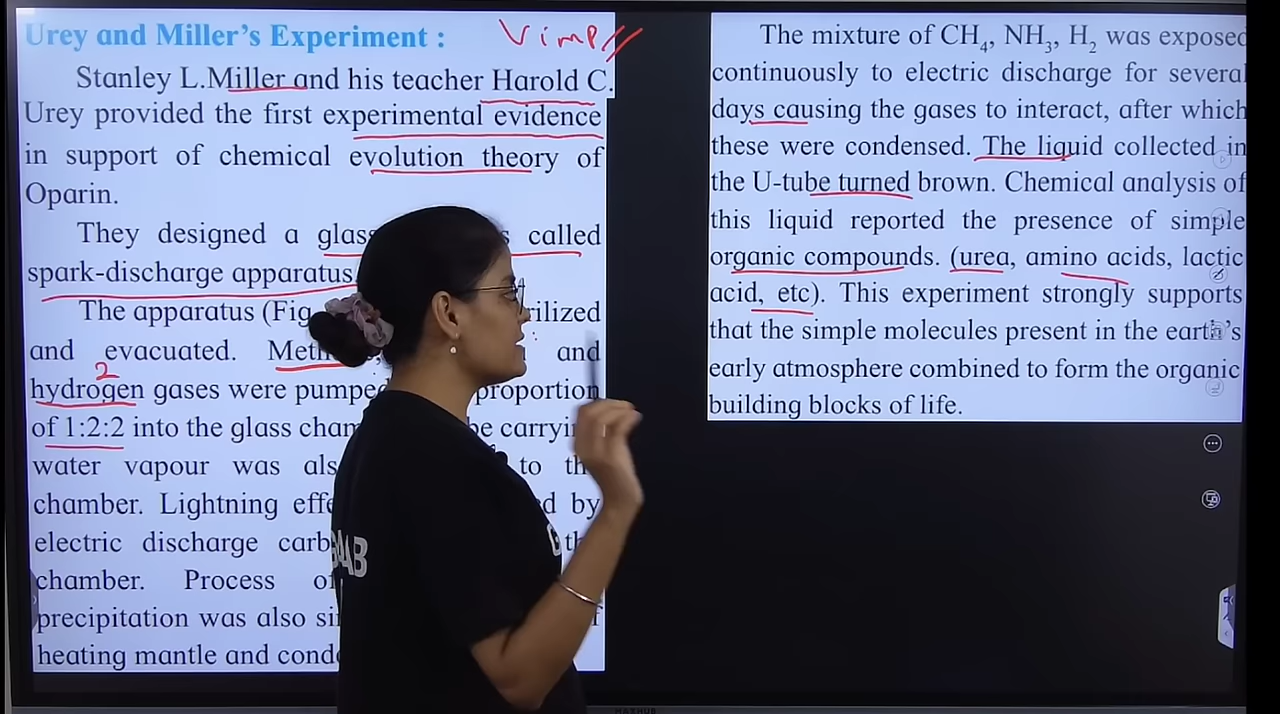 Urey and Miller's Experiment : V imp //
Stanley L.Miller and his teacher Harold C.
Urey provided the first experimental evidence
in support of chemical evolution theory of
Oparin.
They designed a glass called
spark-discharge apparatus
The apparatus (Fig rilized
and evacuated. Meth and
2
hydrogen gases were pumped proportion
of 1:2:2 into the glass cham be carryi
water vapour was als to th
chamber. Lightning effe d by
electric discharge carb th
chamber. Process of
precipitation was also si f
heating mantle and cond
The mixture of CH₄, NH₃, H₂ was exposed
continuously to electric discharge for several
days causing the gases to interact, after which
these were condensed. The liquid collected in
the U-tube turned brown. Chemical analysis of
this liquid reported the presence of simple
organic compounds. (urea, amino acids, lactic
acid, etc). This experiment strongly supports
that the simple molecules present in the earth's
early atmosphere combined to form the organic
building blocks of life.